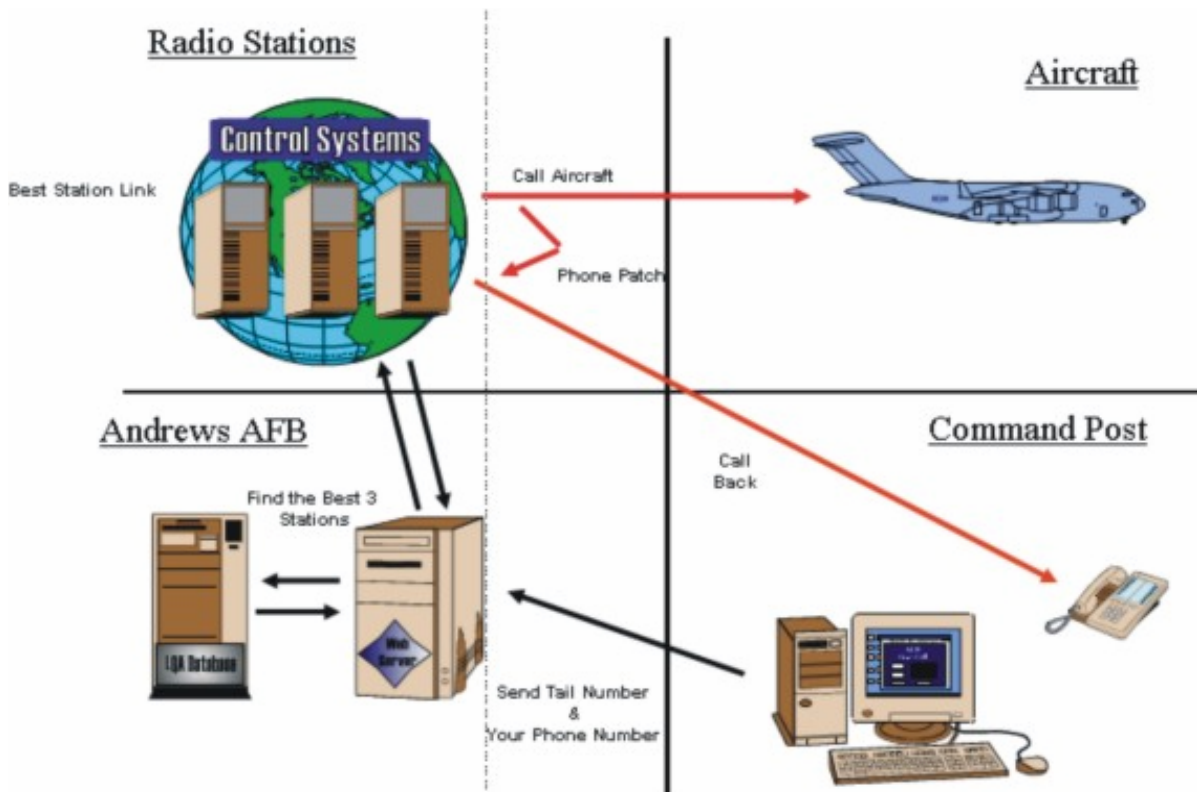 Radio Stations
Aircraft
Control Systems
Best Station Link
Call Aircraft
Phone Patch
Andrews AFB
Command Post
Call
Back
Find the Best 3
Stations
LQA Database
Web
Server
Send Tail Number
&
Your Phone Number